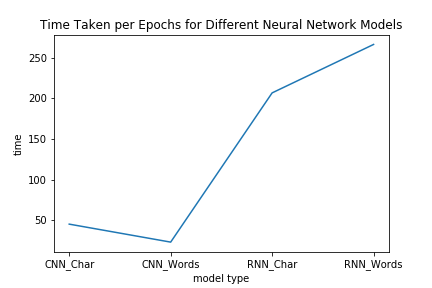 Time Taken per Epochs for Different Neural Network Models
250
200
150
100
50
time
CNN_Char CNN_Words RNN_Char RNN_Words
model type